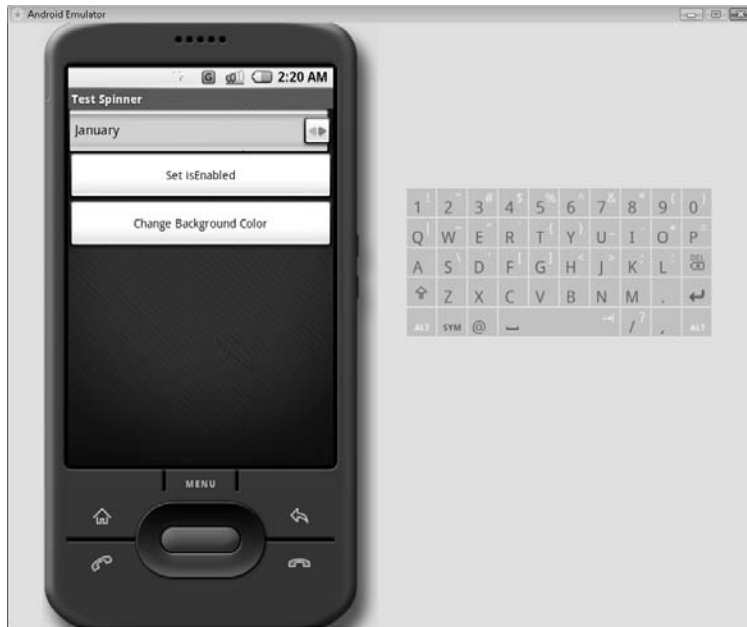 Android Emulator
2:20 AM
Test Spinner
January
Set isEnabled
Change Background Color
MENU
1 ! 2 ~ 3 # 4 $ 5 % 6 ^ 7 & 8 * 9 ( 0 )
Q W E R T { Y } U - I O + P =
A S \ D ' F [ G ] H < J > K ; L : DEL
Z X C V B N M .
ALT SYM @ / ? , ALT